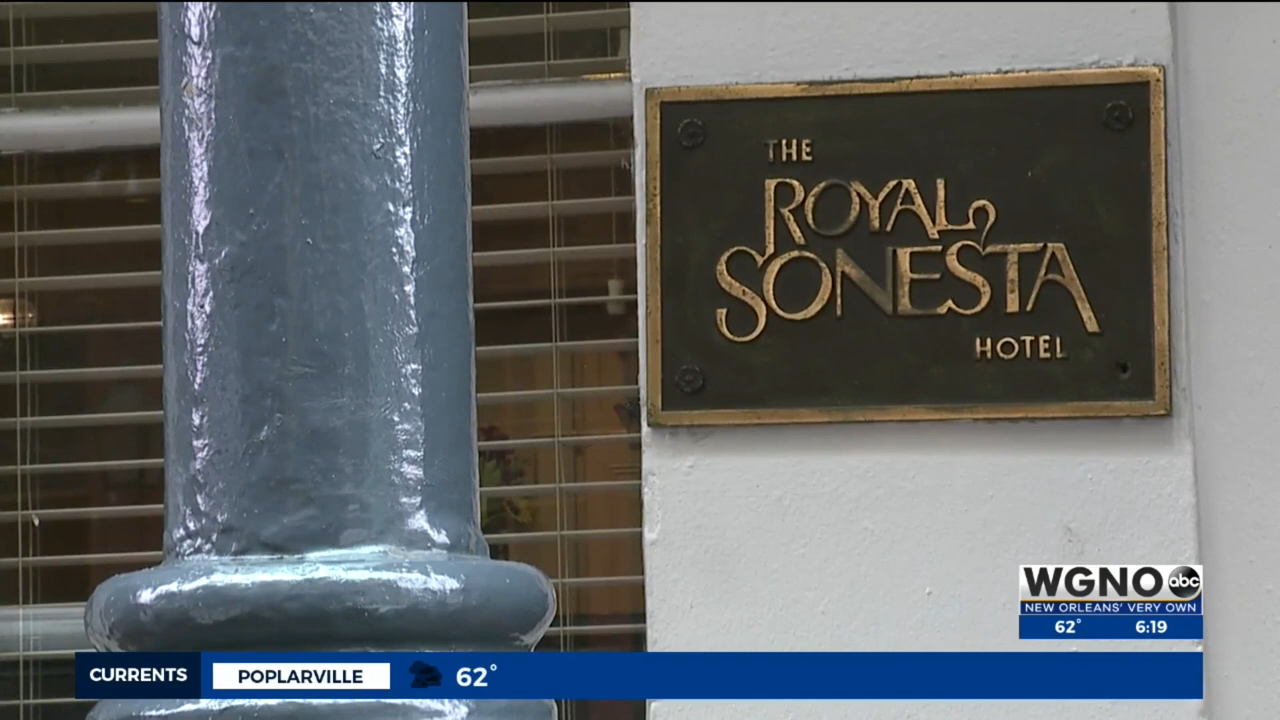 THE
ROYAL
SONESTA
HOTEL
WGNO abc
NEW ORLEANS' VERY OWN
62° 6:19
CURRENTS POPLARVILLE 62°